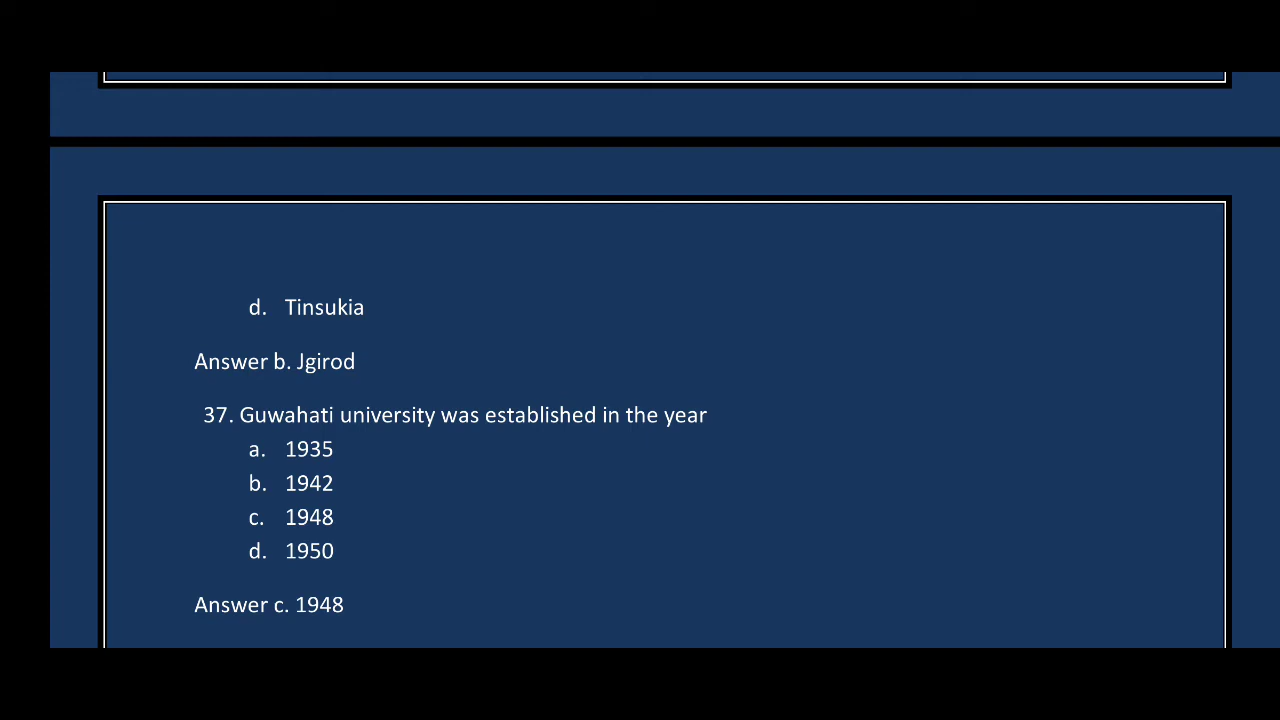 d. Tinsukia
Answer b. Jgirod
37. Guwahati university was established in the year
a. 1935
b. 1942
c. 1948
d. 1950
Answer c. 1948